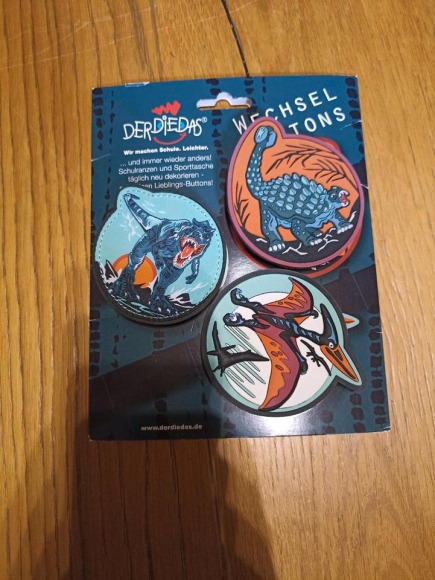 DERDIEDAS®
Wir machen Schule. Leichter.
WECHSEL
TONS
... und immer wieder anders!
Schulranzen und Sporttasche
täglich neu dekorieren -
Lieblings-Buttons!
www.derdiedas.de